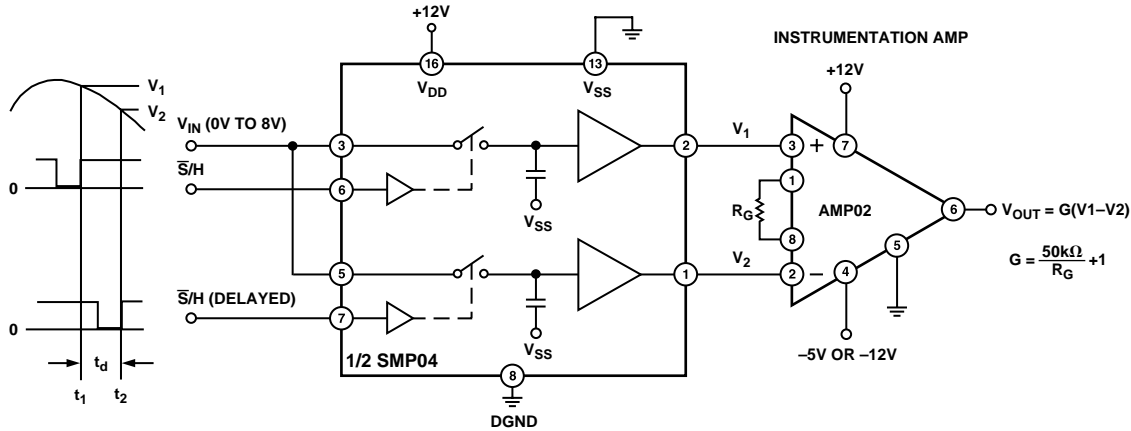 +12V
INSTRUMENTATION AMP
16
13
+12V
V1
VDD
VSS
V2
VIN (0V TO 8V)
3
2
V1
3
+
7
0
S̅/H
6
1
VSS
RG
AMP02
6
VOUT = G(V1–V2)
8
5
5
1
V2
2
–
4
G = 50kΩ/RG +1
S̅/H (DELAYED)
0
7
VSS
–5V OR –12V
td
1/2 SMP04
8
t1
t2
DGND